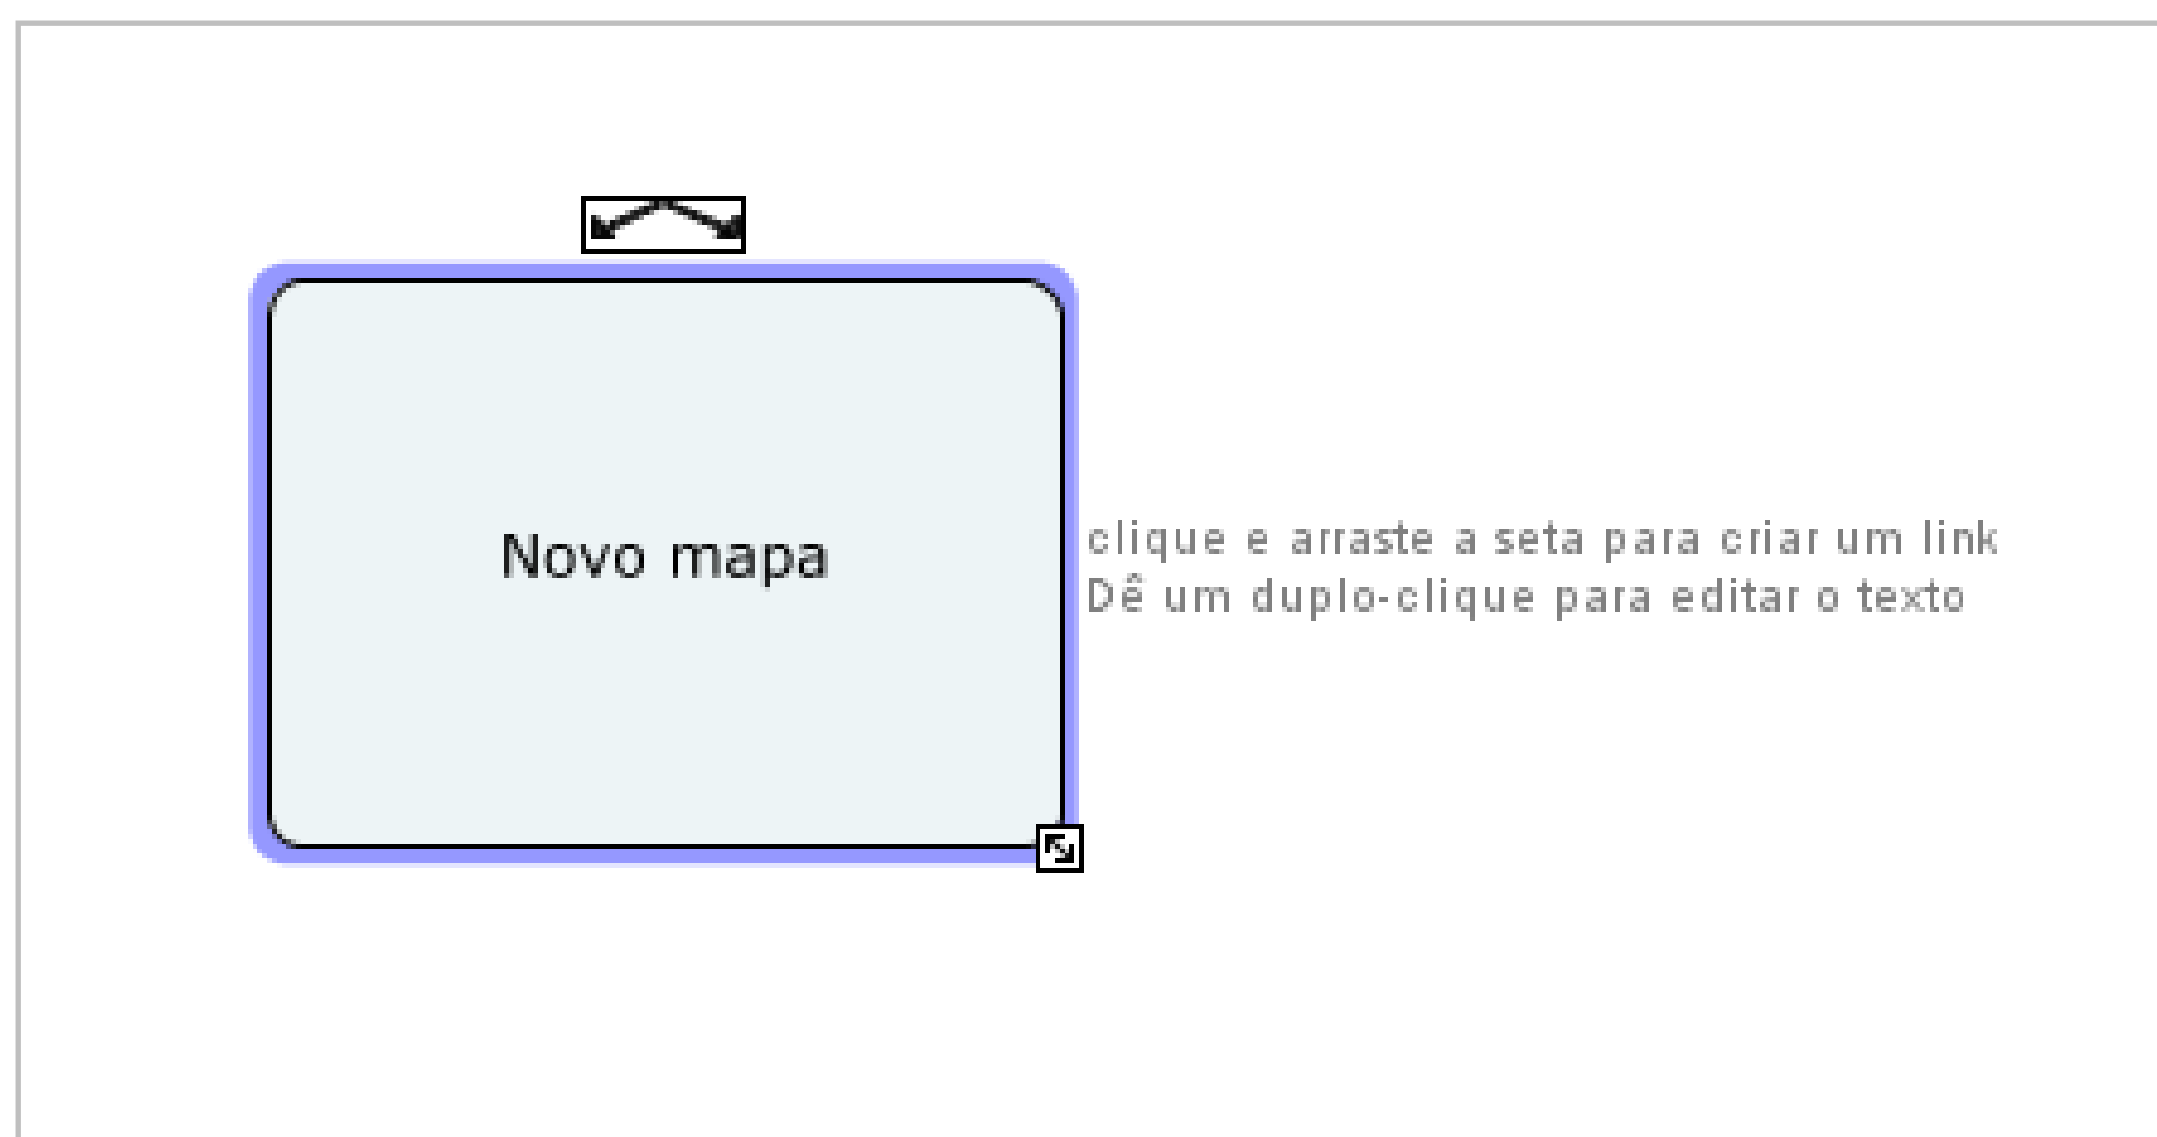 Novo mapa
clique e arraste a seta para criar um link
Dê um duplo-clique para editar o texto